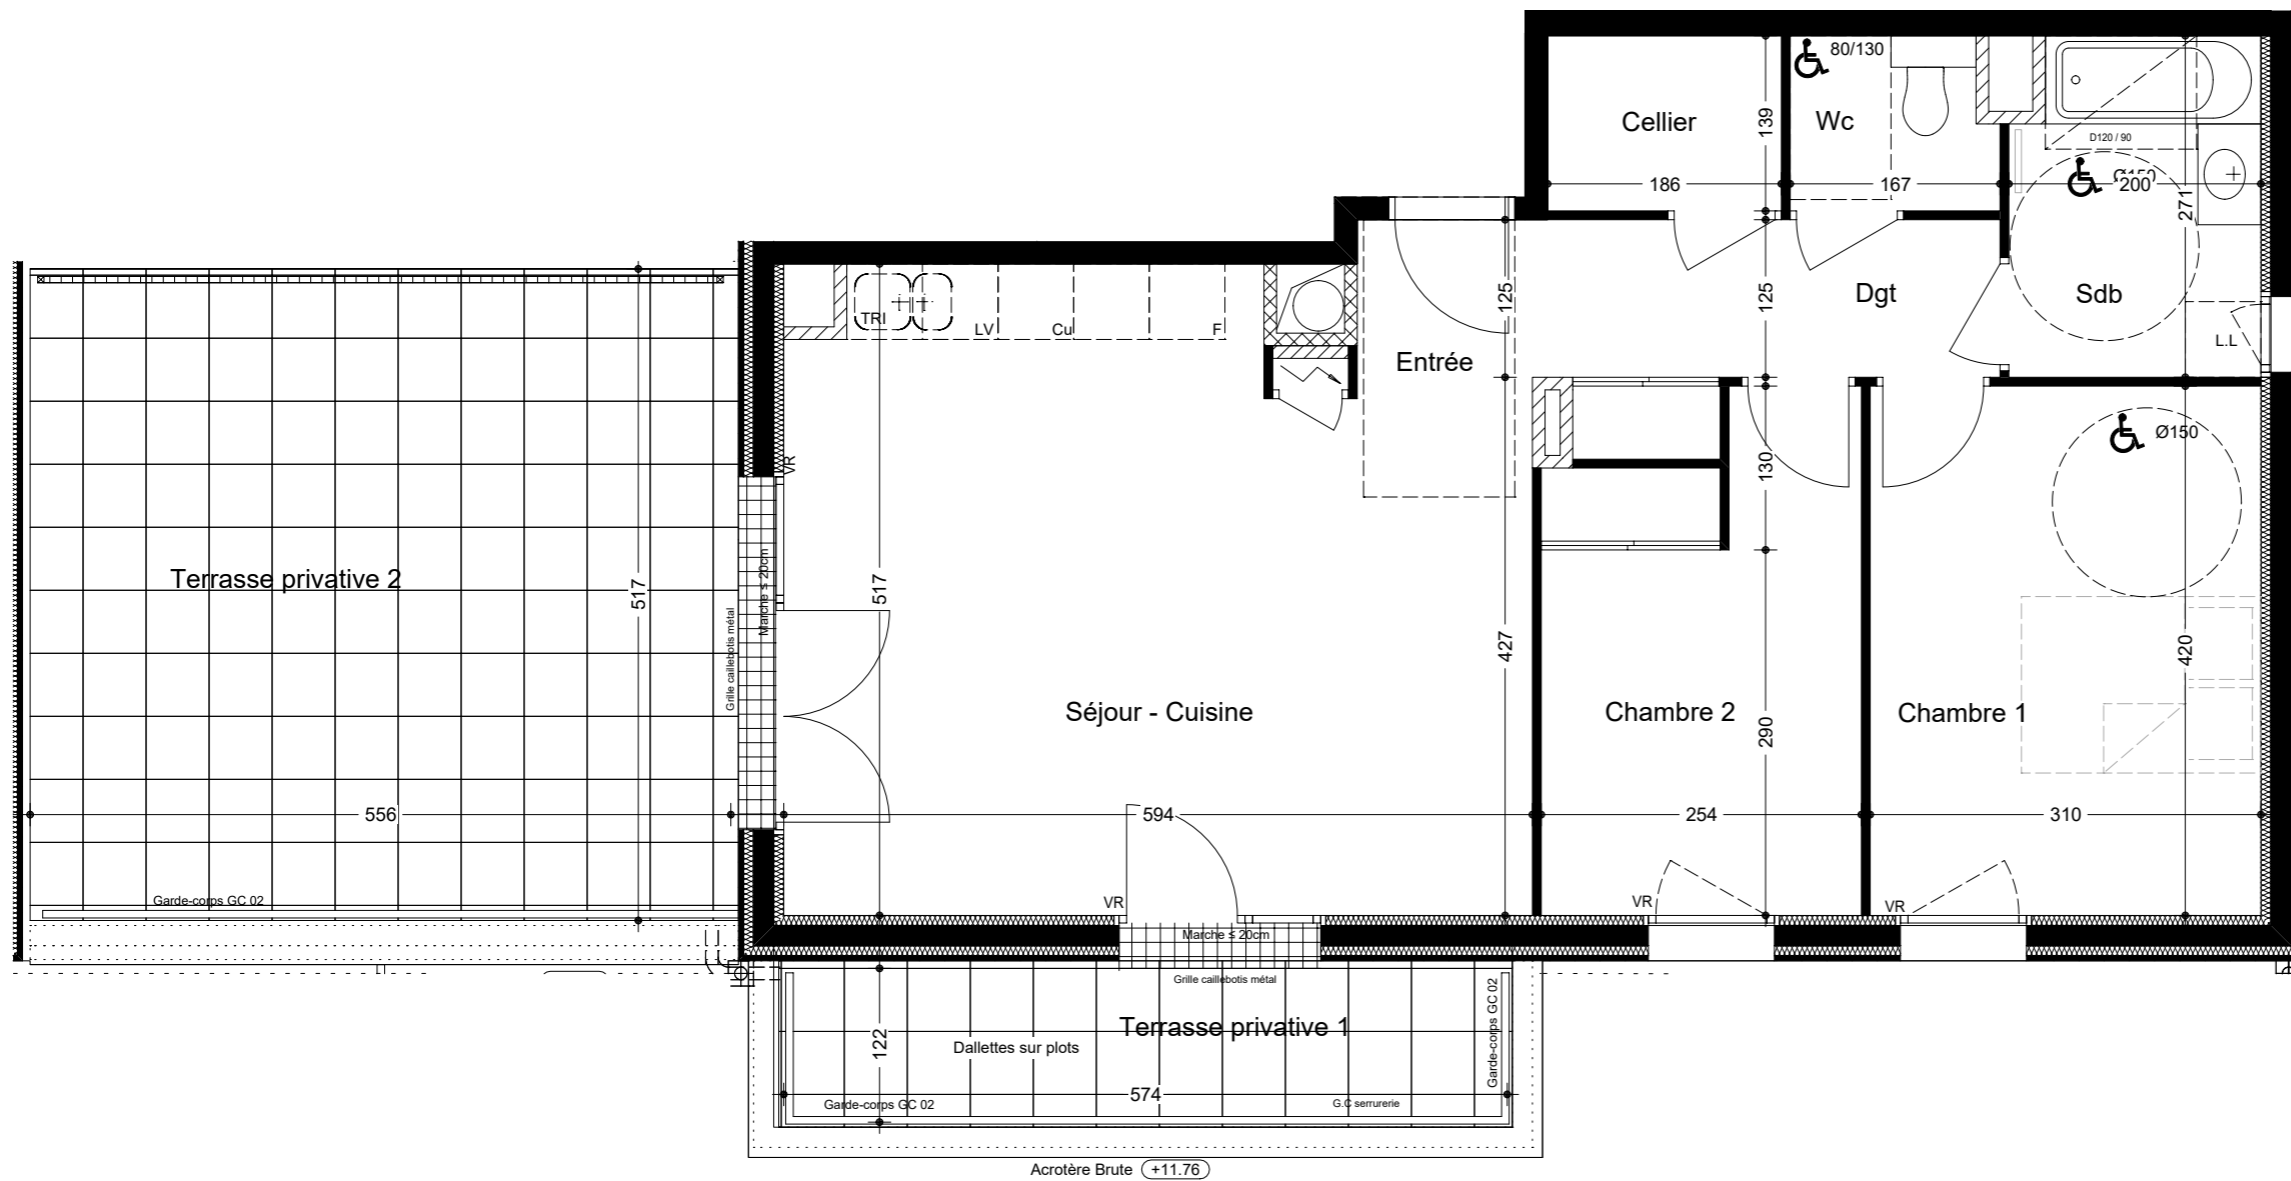 80/130
Cellier
139
Wc
D120 / 90
186
167
Ø150
200
271
125
125
Dgt
Sdb
L.L
TRI
LV
Cu
F
Entrée
VR
130
Ø150
Terrasse privative 2
517
Marche ≤ 20cm
Grille caillebotis métal
517
427
420
Séjour - Cuisine
Chambre 2
Chambre 1
290
556
594
254
310
Garde-corps GC 02
VR
VR
VR
Marche ≤ 20cm
Grille caillebotis métal
Terrasse privative 1
Garde-corps GC 02
122
Dallettes sur plots
574
Garde-corps GC 02
G.C serrurerie
Acrotère Brute +11.76